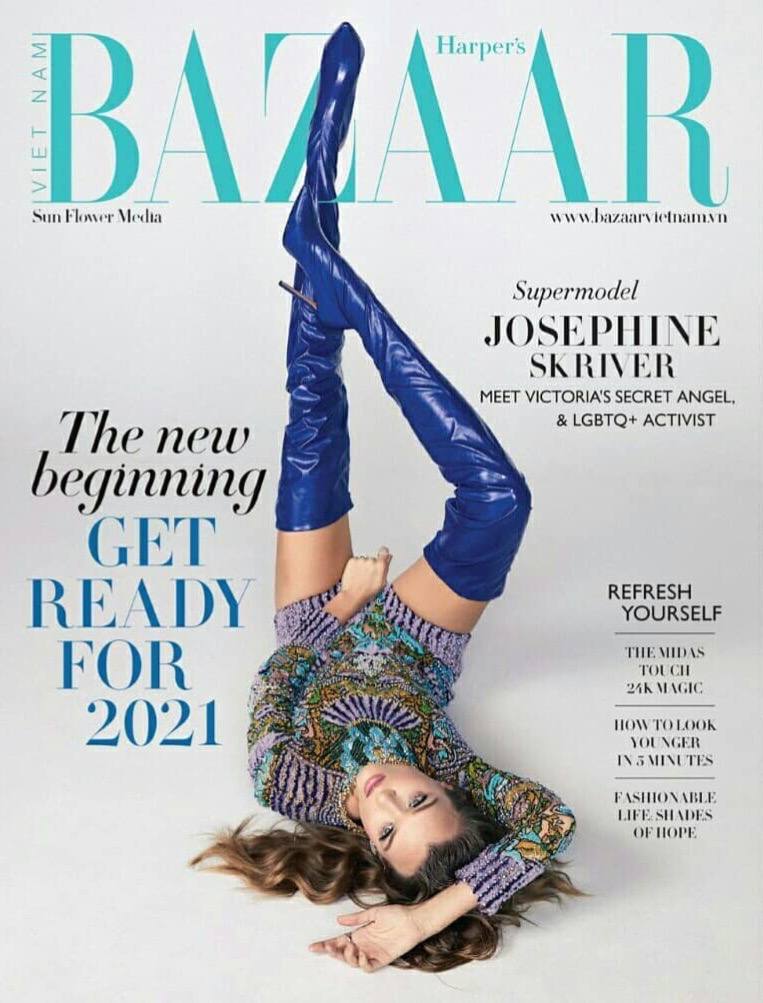 VIET NAM
Harper's
BAZAAR
Sun Flower Media
www.bazaarvietnam.vn
Supermodel
JOSEPHINE
SKRIVER
MEET VICTORIA'S SECRET ANGEL,
& LGBTQ+ ACTIVIST
The new
beginning
GET
READY
FOR
2021
REFRESH
YOURSELF
THE MIDAS
TOUCH
24K MAGIC
HOW TO LOOK
YOUNGER
IN 5 MINUTES
FASHIONABLE
LIFE: SHADES
OF HOPE